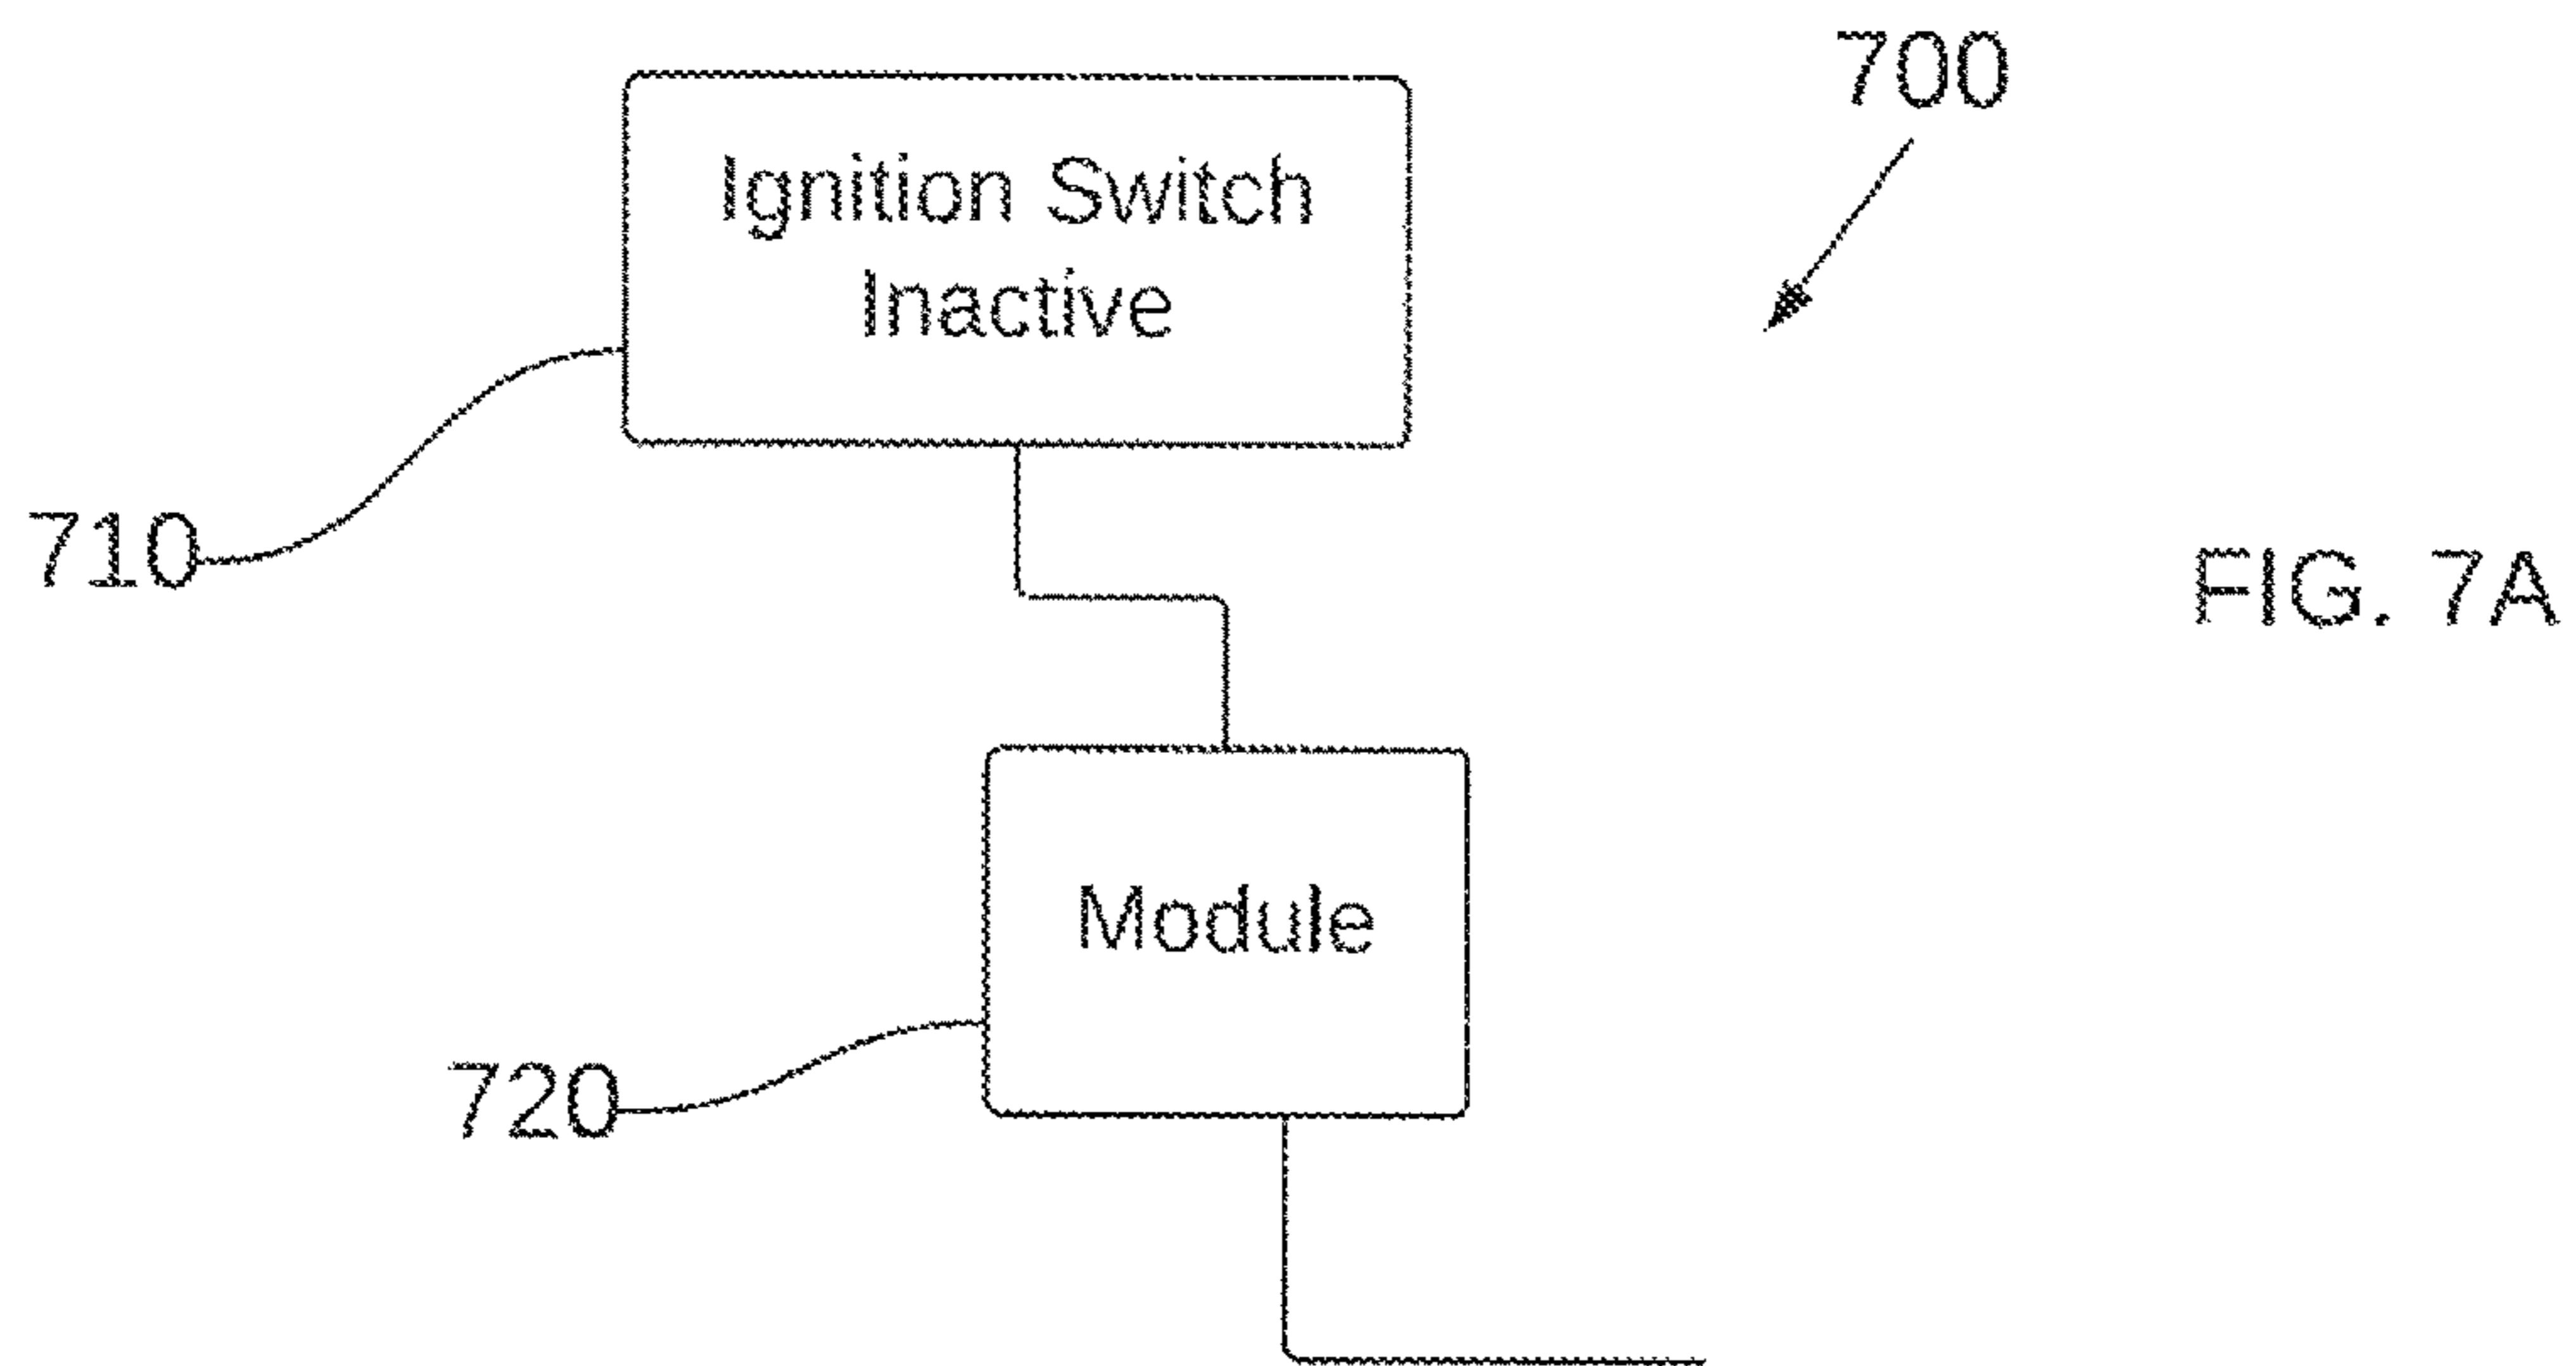 700
Ignition Switch
Inactive
710
FIG. 7A
Module
720